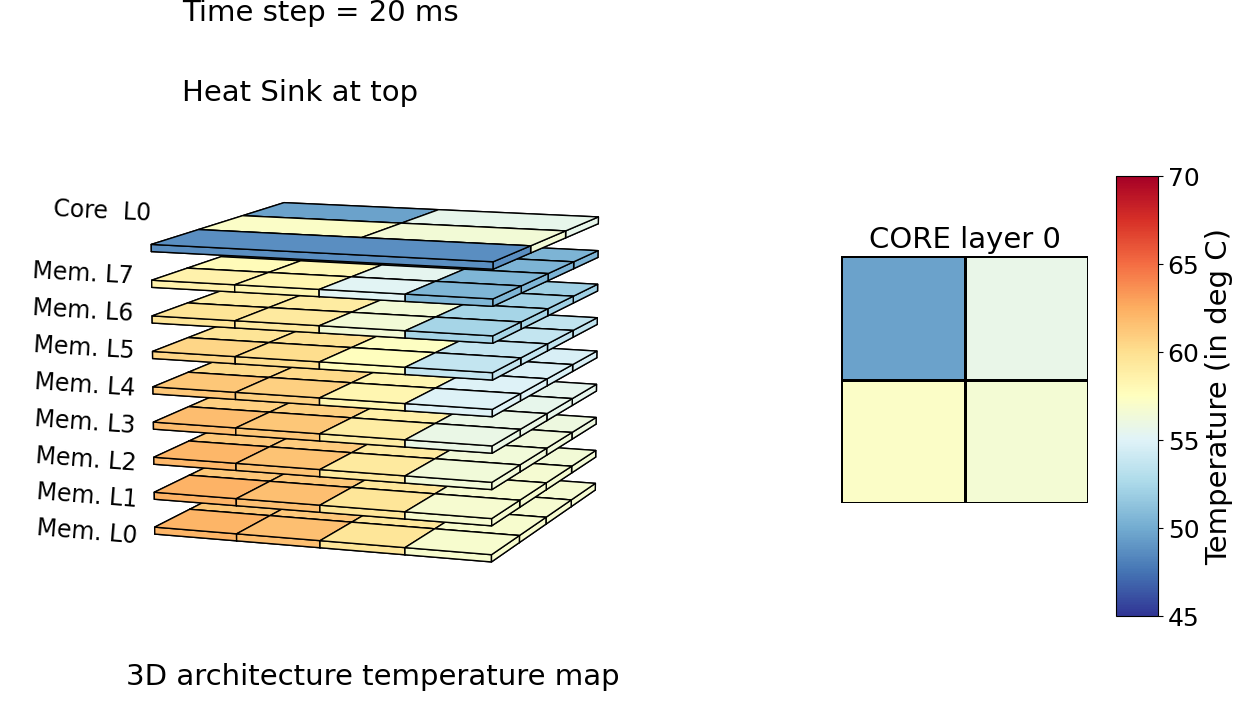 Time step = 20 ms
Heat Sink at top
Core  L0
Mem. L7
Mem. L6
Mem. L5
Mem. L4
Mem. L3
Mem. L2
Mem. L1
Mem. L0
3D architecture temperature map
CORE layer 0
70
65
60
55
50
45
Temperature (in deg C)